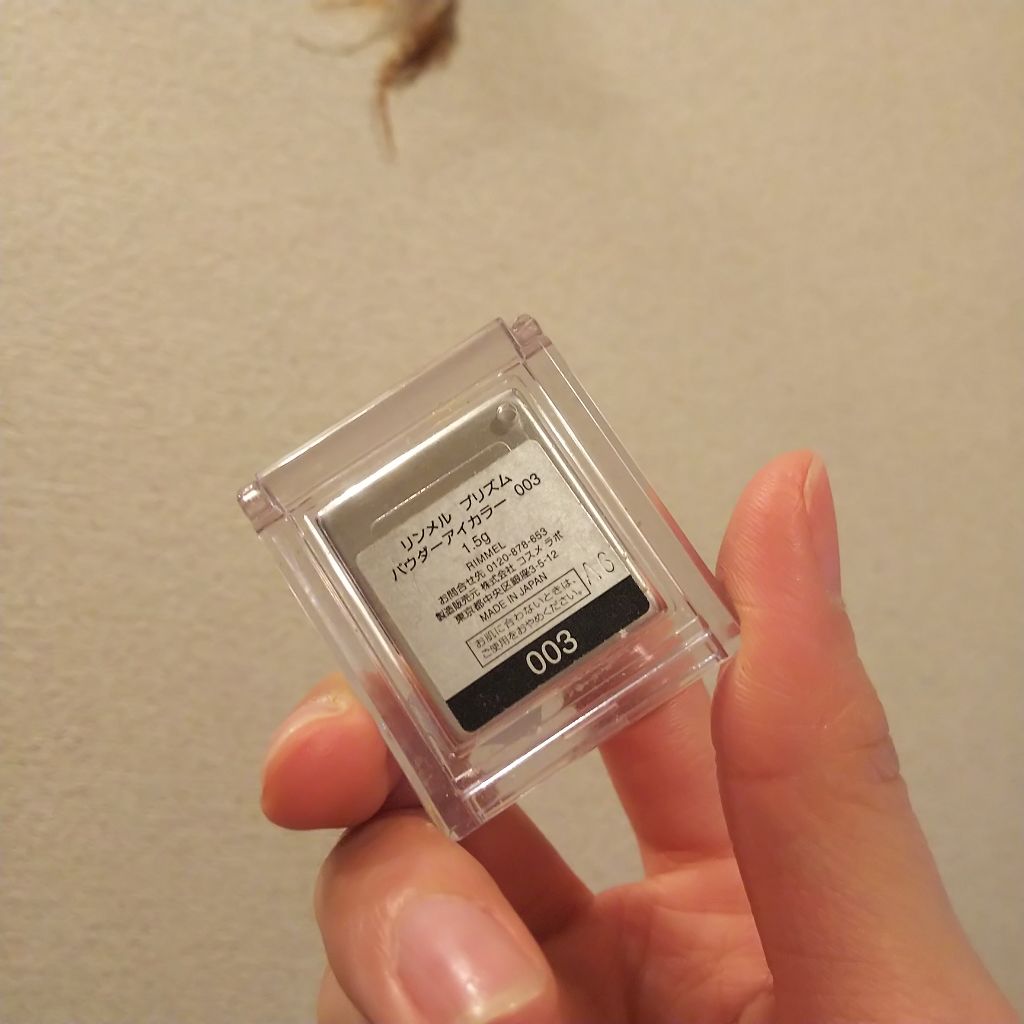 リンメル プリズム
パウダーアイカラー 003
1.5g
RIMMEL
お問合せ先 0120-878-653
製造販売元 株式会社 コスメ ラボ
東京都中央区銀座3-5-12
MADE IN JAPAN
お肌に合わないときは、
ご使用をおやめください。
003